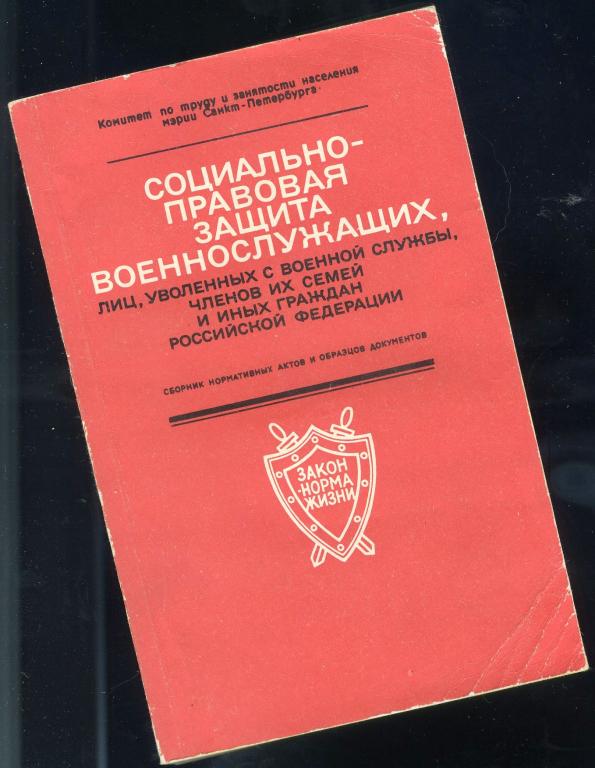 Комитет по труду и занятости населения
мэрии Санкт-Петербурга
СОЦИАЛЬНО-
ПРАВОВАЯ
ЗАЩИТА
ВОЕННОСЛУЖАЩИХ,
ЛИЦ, УВОЛЕННЫХ С ВОЕННОЙ СЛУЖБЫ,
ЧЛЕНОВ ИХ СЕМЕЙ
И ИНЫХ ГРАЖДАН
РОССИЙСКОЙ ФЕДЕРАЦИИ
СБОРНИК НОРМАТИВНЫХ АКТОВ И ОБРАЗЦОВ ДОКУМЕНТОВ
ЗАКОН
-НОРМА
ЖИЗНИ